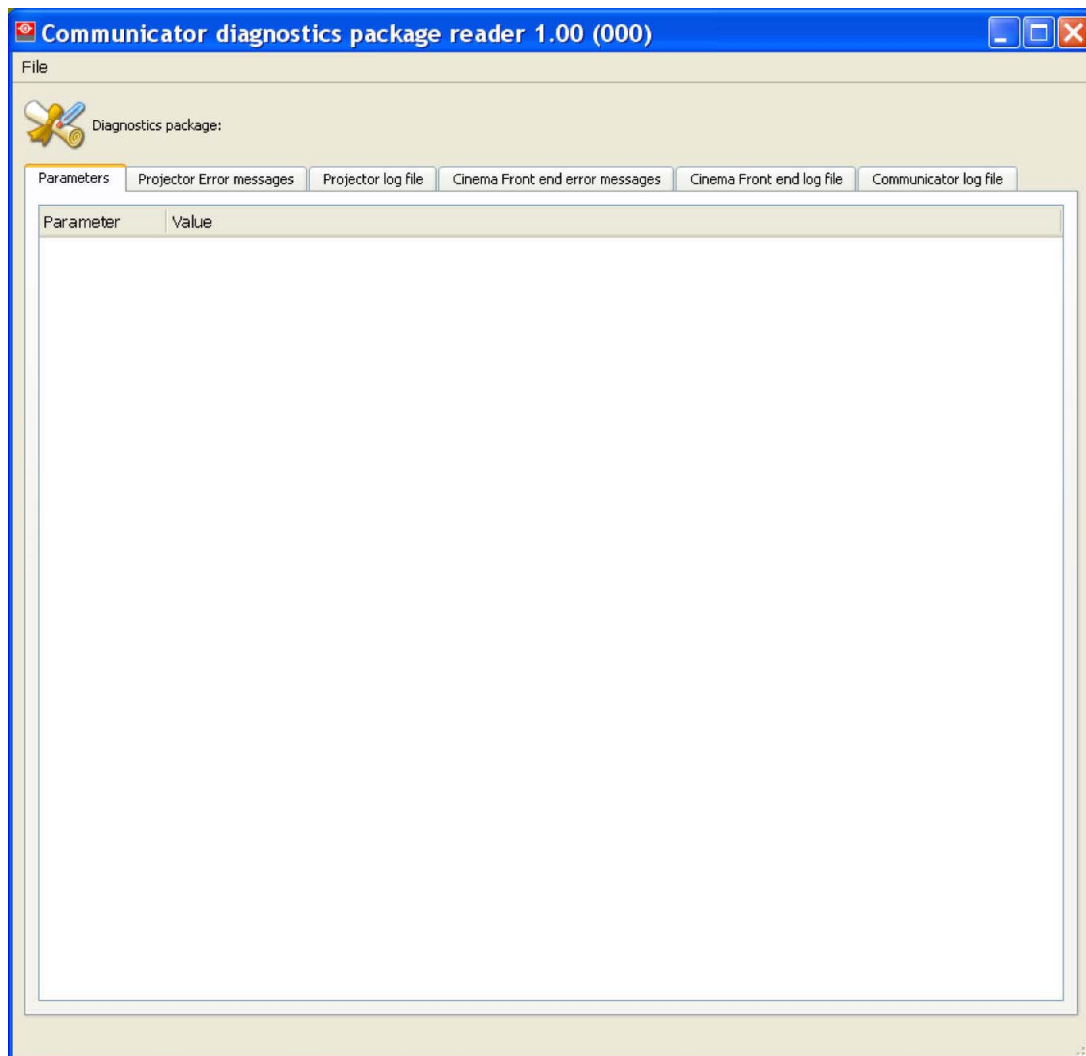 Communicator diagnostics package reader 1.00 (000)
File
Diagnostics package:
Parameters Projector Error messages Projector log file Cinema Front end error messages Cinema Front end log file Communicator log file
Parameter Value